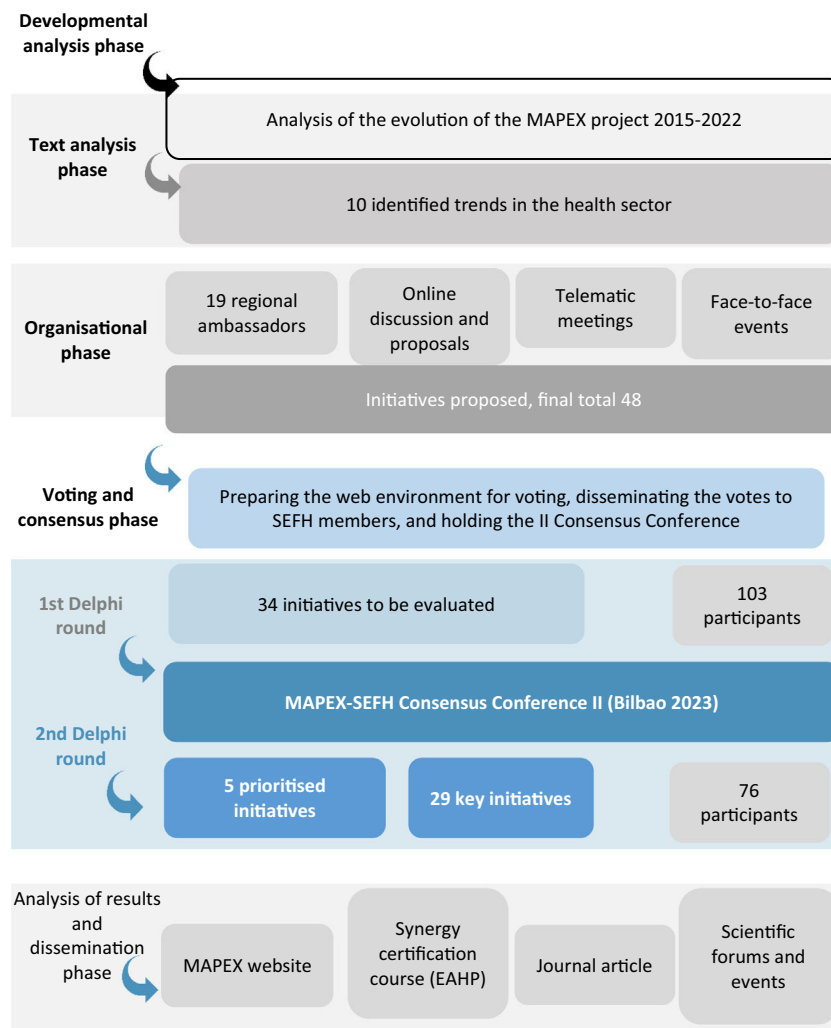 Developmental
analysis phase
Analysis of the evolution of the MAPEX project 2015-2022
Text analysis
phase
10 identified trends in the health sector
Organisational
phase
19 regional
ambassadors
Online
discussion and
proposals
Telematic
meetings
Face-to-face
events
Initiatives proposed, final total 48
Voting and
consensus phase
Preparing the web environment for voting, disseminating the votes to
SEFH members, and holding the II Consensus Conference
1st Delphi
round
34 initiatives to be evaluated
103
participants
MAPEX-SEFH Consensus Conference II (Bilbao 2023)
2nd Delphi
round
5 prioritised
initiatives
29 key initiatives
76
participants
Analysis of results
and
dissemination
phase
MAPEX website
Synergy
certification
course (EAHP)
Journal article
Scientific
forums and
events